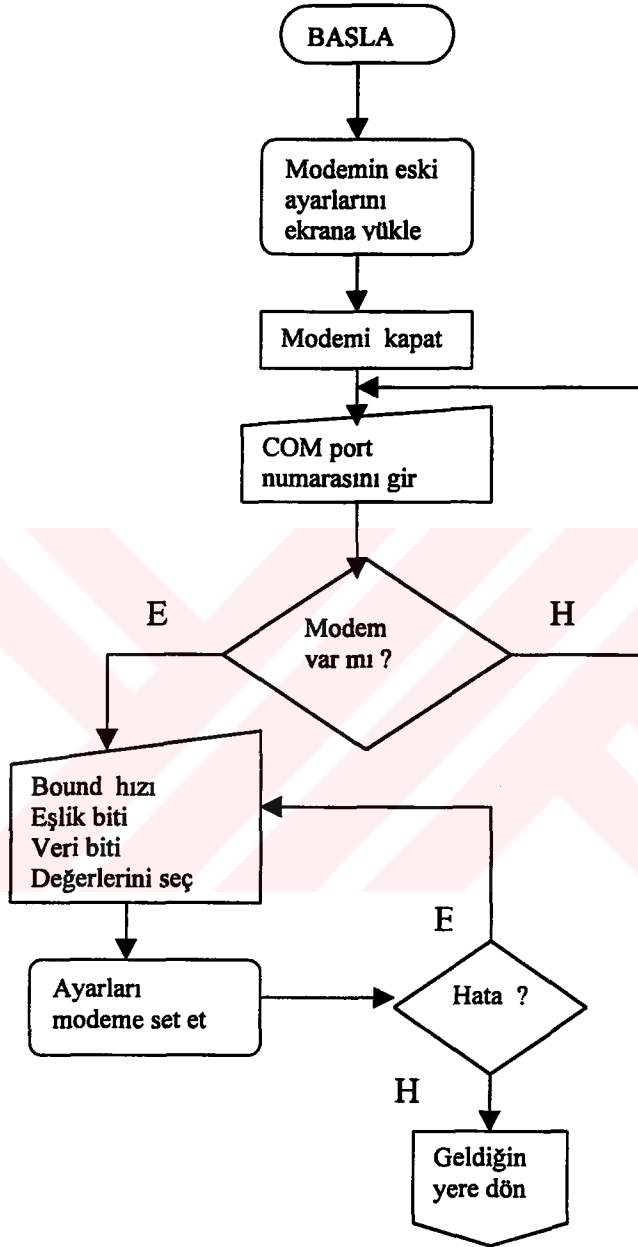 BAŞLA
Modemin eski
ayarlarını
ekrana yükle
Modemi kapat
COM port
numarasını gir
E
H
Modem
var mı ?
Bound hızı
Eşlik biti
Veri biti
Değerlerini seç
E
Ayarları
modeme set et
Hata ?
H
Geldiğin
yere dön